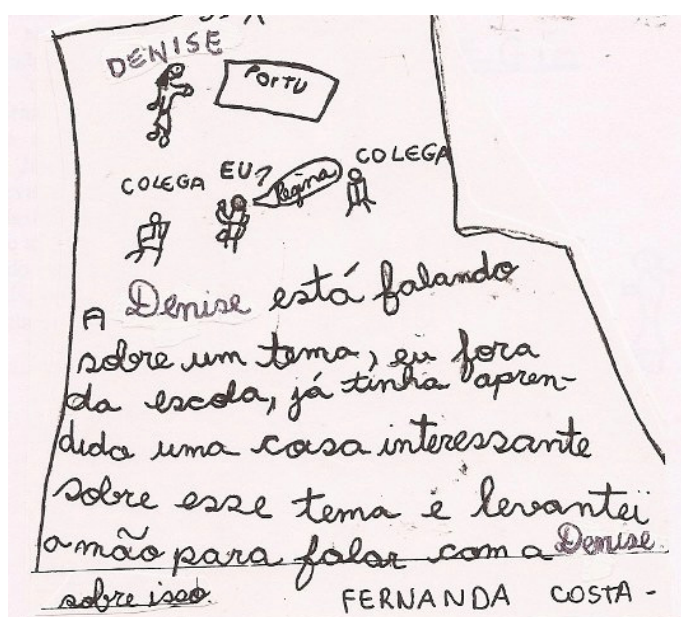 DENISE
PORTU
COLEGA EU? Regina COLEGA
A Denise está falando
sobre um tema, eu fora
da escola, já tinha apren-
dido uma coisa interessante
sobre esse tema e levantei
a mão para falar com a Denise
sobre isso. FERNANDA COSTA -